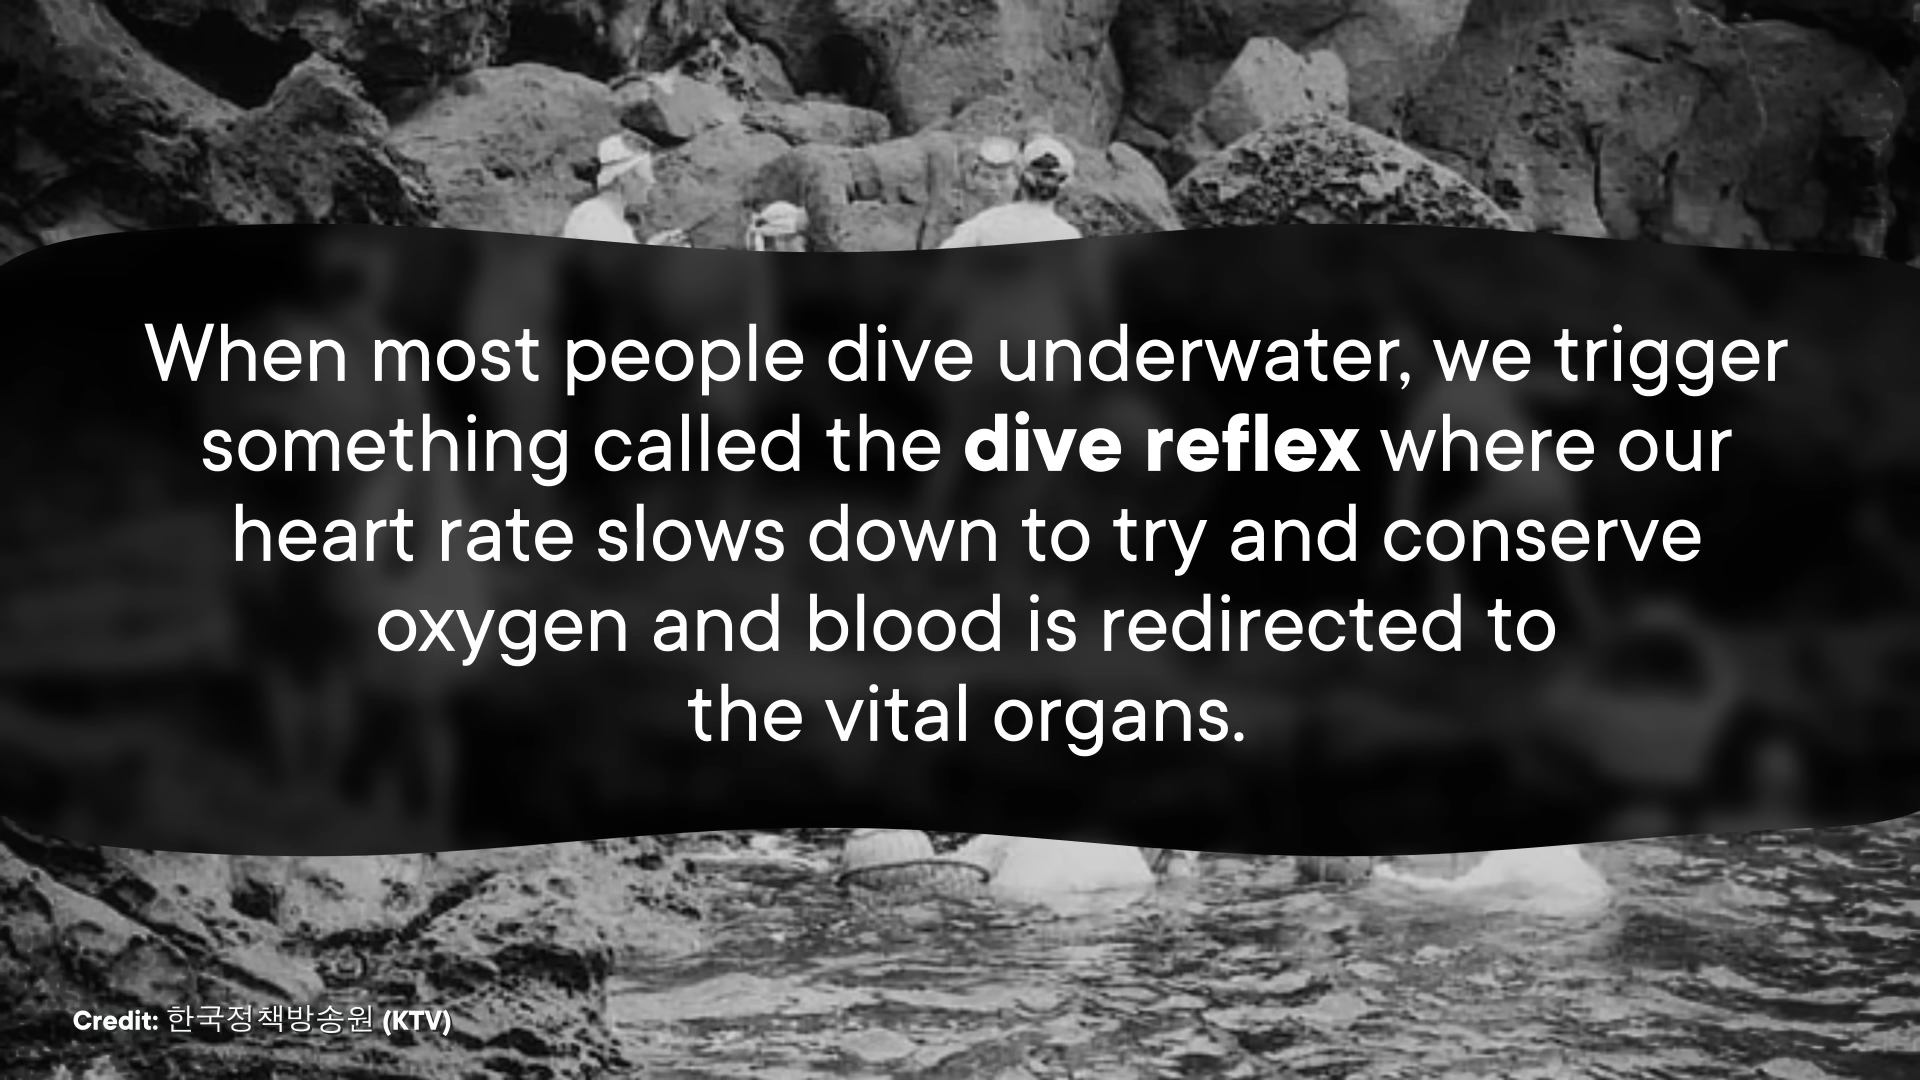 When most people dive underwater, we trigger
something called the dive reflex where our
heart rate slows down to try and conserve
oxygen and blood is redirected to
the vital organs.
Credit: 한국정책방송원 (KTV)